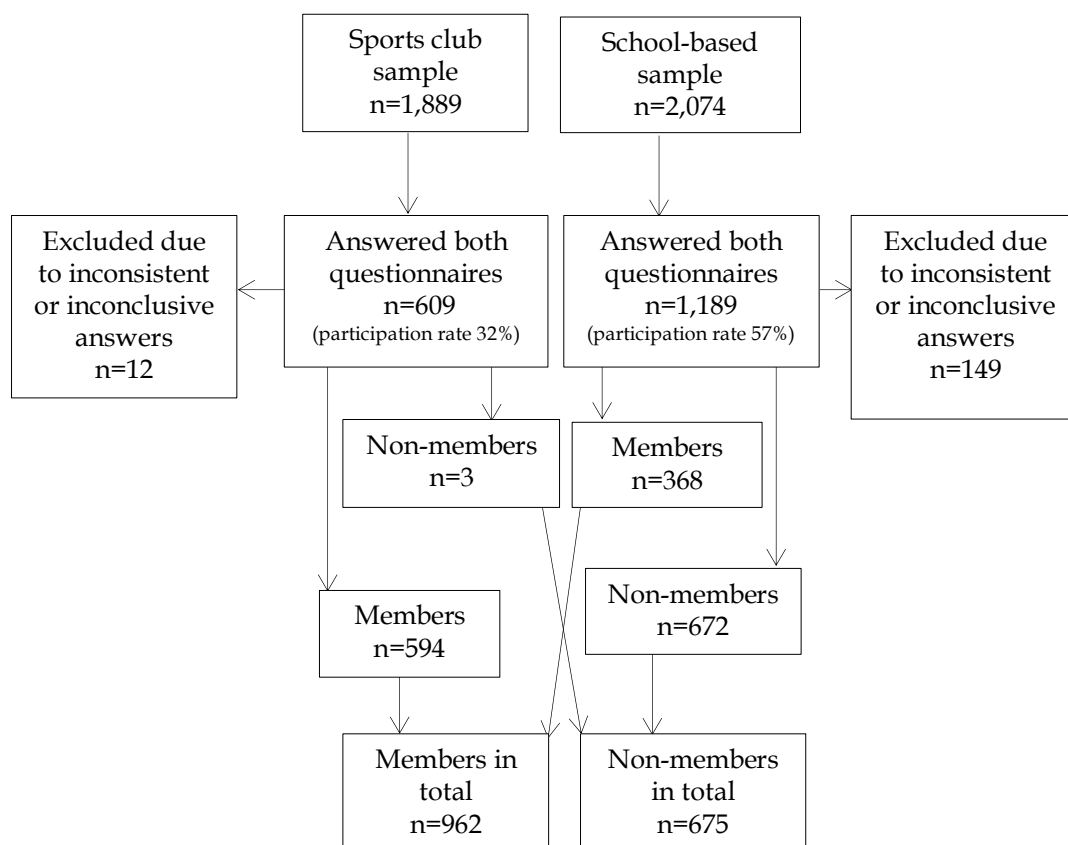 Sports club
sample
n=1,889
School-based
sample
n=2,074
Excluded due
to inconsistent
or inconclusive
answers
n=12
Answered both
questionnaires
n=609
(participation rate 32%)
Answered both
questionnaires
n=1,189
(participation rate 57%)
Excluded due
to inconsistent
or inconclusive
answers
n=149
Non-members
n=3
Members
n=368
Members
n=594
Non-members
n=672
Members in
total
n=962
Non-members
in total
n=675